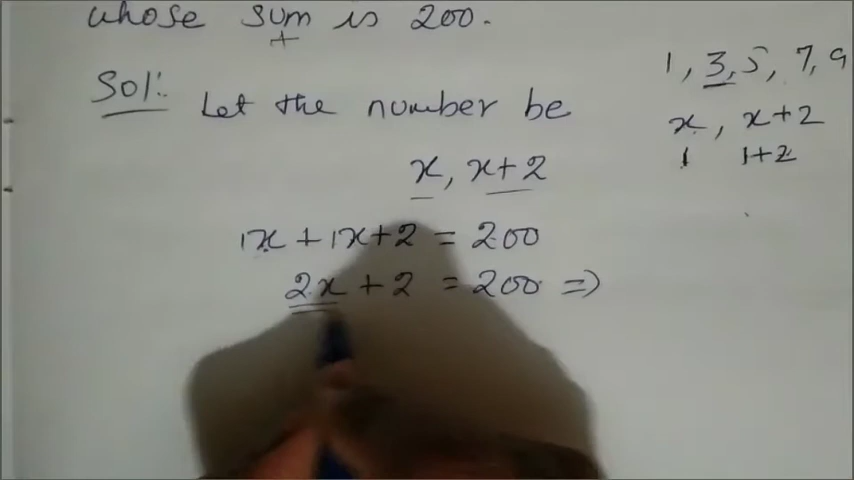 whose sum is 200.
+
Sol:
Let the number be
x, x+2
1x + 1x+2 = 200
2x + 2 = 200 =>
1, 3, 5, 7, 9
x, x+2
1 1+2